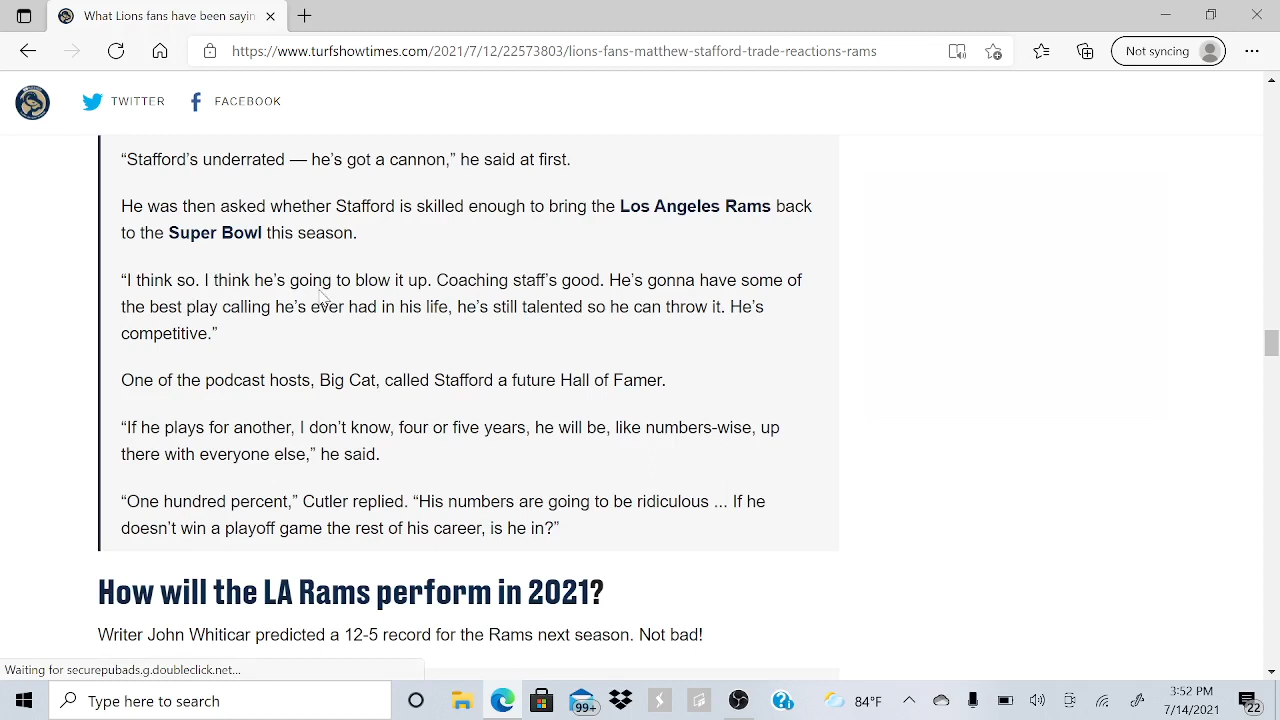 What Lions fans have been sayin
https://www.turfshowtimes.com/2021/7/12/22573803/lions-fans-matthew-stafford-trade-reactions-rams
Not syncing
TWITTER
FACEBOOK
“Stafford’s underrated — he’s got a cannon,” he said at first.
He was then asked whether Stafford is skilled enough to bring the Los Angeles Rams back
to the Super Bowl this season.
“I think so. I think he’s going to blow it up. Coaching staff’s good. He’s gonna have some of
the best play calling he’s ever had in his life, he’s still talented so he can throw it. He’s
competitive.”
One of the podcast hosts, Big Cat, called Stafford a future Hall of Famer.
“If he plays for another, I don’t know, four or five years, he will be, like numbers-wise, up
there with everyone else,” he said.
“One hundred percent,” Cutler replied. “His numbers are going to be ridiculous ... If he
doesn’t win a playoff game the rest of his career, is he in?”
How will the LA Rams perform in 2021?
Writer John Whiticar predicted a 12-5 record for the Rams next season. Not bad!
Waiting for securepubads.g.doubleclick.net...
Type here to search
99+
84°F
3:52 PM
7/14/2021
22